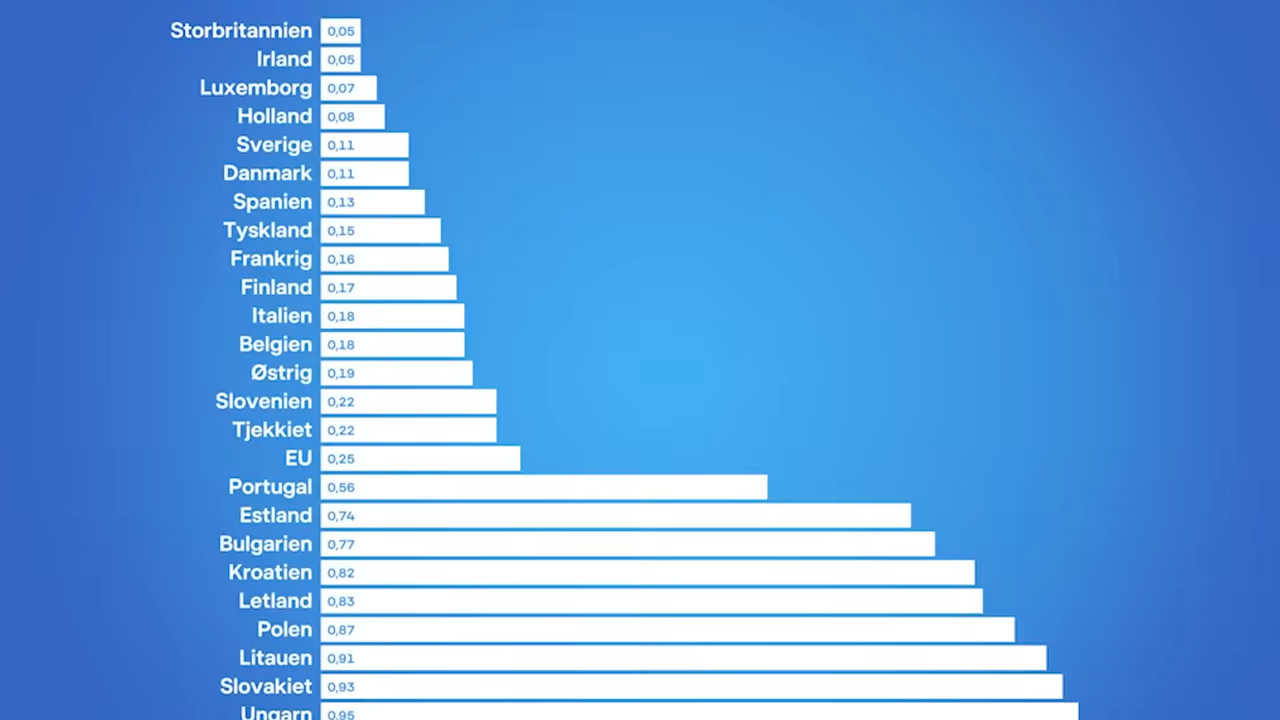 Storbritannien 0,05
Irland 0,05
Luxemborg 0,07
Holland 0,08
Sverige 0,11
Danmark 0,11
Spanien 0,13
Tyskland 0,15
Frankrig 0,16
Finland 0,17
Italien 0,18
Belgien 0,18
Østrig 0,19
Slovenien 0,22
Tjekkiet 0,22
EU 0,25
Portugal 0,56
Estland 0,74
Bulgarien 0,77
Kroatien 0,82
Letland 0,83
Polen 0,87
Litauen 0,91
Slovakiet 0,93
Ungarn 0,95